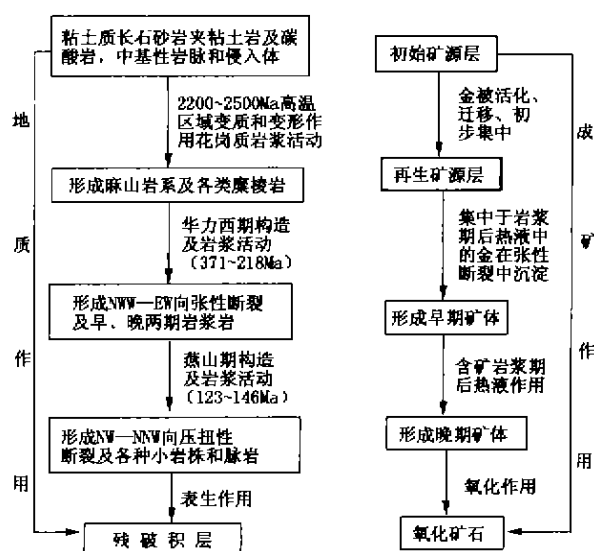 粘土质长石砂岩夹粘土岩及碳
酸岩，中基性岩脉和侵入体
2200~2500Ma高温
区域变质和变形作
用花岗质岩浆活动
形成麻山岩系及各类糜棱岩
华力西期构造
及岩浆活动
(371~218Ma)
形成NWW—EW向张性断裂
及早、晚两期岩浆岩
燕山期构造
及岩浆活动
(123~146Ma)
形成NW—NNW向压扭性
断裂及各种小岩株和脉岩
表生作用
残破积层
地质作用
初始矿源层
金被活化、
迁移、初
步集中
再生矿源层
集中于岩浆
期后热液中
的金在张性
断裂中沉淀
形成早期矿体
含矿岩浆期
后热液作用
形成晚期矿体
氧化作用
氧化矿石
成矿作用